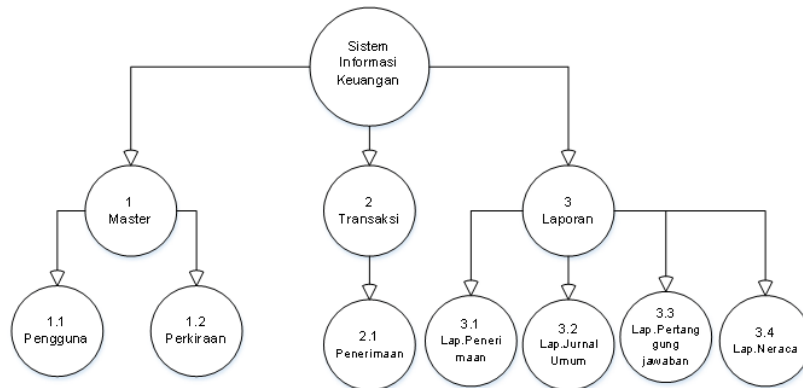 Sistem
Informasi
Keuangan
1
Master
2
Transaksi
3
Laporan
1.1
Pengguna
1.2
Perkiraan
2.1
Penerimaan
3.1
Lap.Peneri
maan
3.2
Lap.Jurnal
Umum
3.3
Lap.Pertang
gung
jawaban
3.4
Lap.Neraca